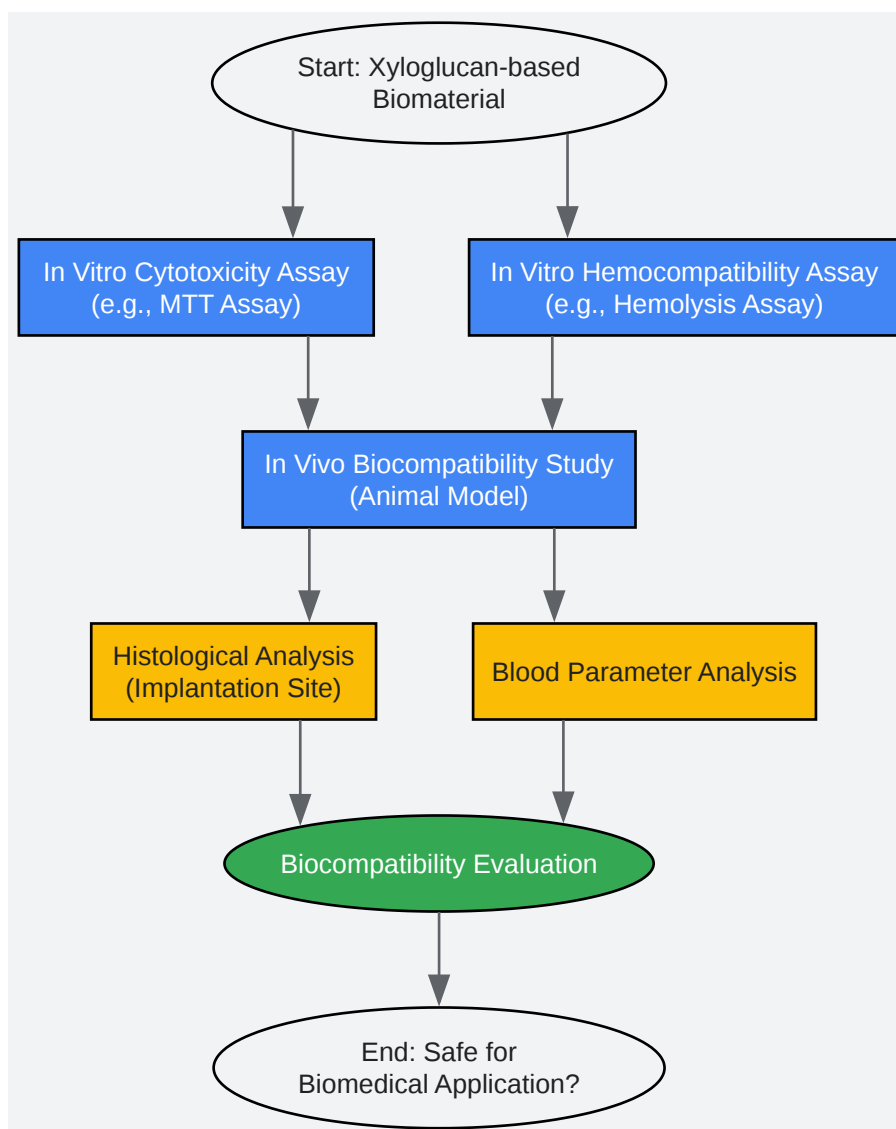 Start: Xyloglucan-based
Biomaterial
In Vitro Cytotoxicity Assay
(e.g., MTT Assay)
In Vitro Hemocompatibility Assay
(e.g., Hemolysis Assay)
In Vivo Biocompatibility Study
(Animal Model)
Histological Analysis
(Implantation Site)
Blood Parameter Analysis
Biocompatibility Evaluation
End: Safe for
Biomedical Application?